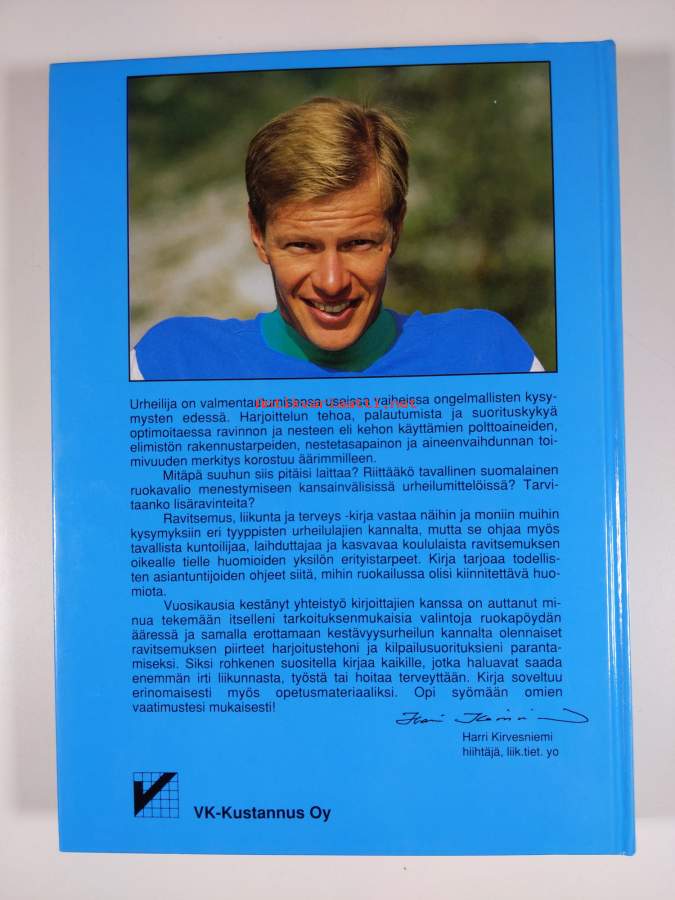 Urheilija on valmentautumisessa useissa vaiheissa ongelmallisten kysy-
mysten edessä. Harjoittelun tehoa, palautumista ja suorituskykyä
optimoitaessa ravinnon ja nesteen eli kehon käyttämien polttoaineiden,
elimistön rakennustarpeiden, nestetasapainon ja aineenvaihdunnan toi-
mivuuden merkitys korostuu äärimmilleen.
Mitäpä suuhun siis pitäisi laittaa? Riittääkö tavallinen suomalainen
ruokavalio menestymiseen kansainvälisissä urheilumittelöissä? Tarvi-
taanko lisäravinteita?
Ravitsemus, liikunta ja terveys -kirja vastaa näihin ja moniin muihin
kysymyksiin eri tyyppisten urheilulajien kannalta, mutta se ohjaa myös
tavallista kuntoilijaa, laihduttajaa ja kasvavaa koululaista ravitsemuksen
oikealle tielle huomioiden yksilön erityistarpeet. Kirja tarjoaa todellis-
ten asiantuntijoiden ohjeet siitä, mihin ruokailussa olisi kiinnitettävä huo-
miota.
Vuosikausia kestänyt yhteistyö kirjoittajien kanssa on auttanut mi-
nua tekemään itselleni tarkoituksenmukaisia valintoja ruokapöydän
ääressä ja samalla erottamaan kestävyysurheilun kannalta olennaiset
ravitsemuksen piirteet harjoitustehoni ja kilpailusuorituksieni paranta-
miseksi. Siksi rohkenen suositella kirjaa kaikille, jotka haluavat saada
enemmän irti liikunnasta, työstä tai hoitaa terveyttään. Kirja soveltuu
erinomaisesti myös opetusmateriaaliksi. Opi syömään omien
vaatimustesi mukaisesti!
Harri Kirvesniemi
hiihtäjä, liik.tiet. yo
VK-Kustannus Oy